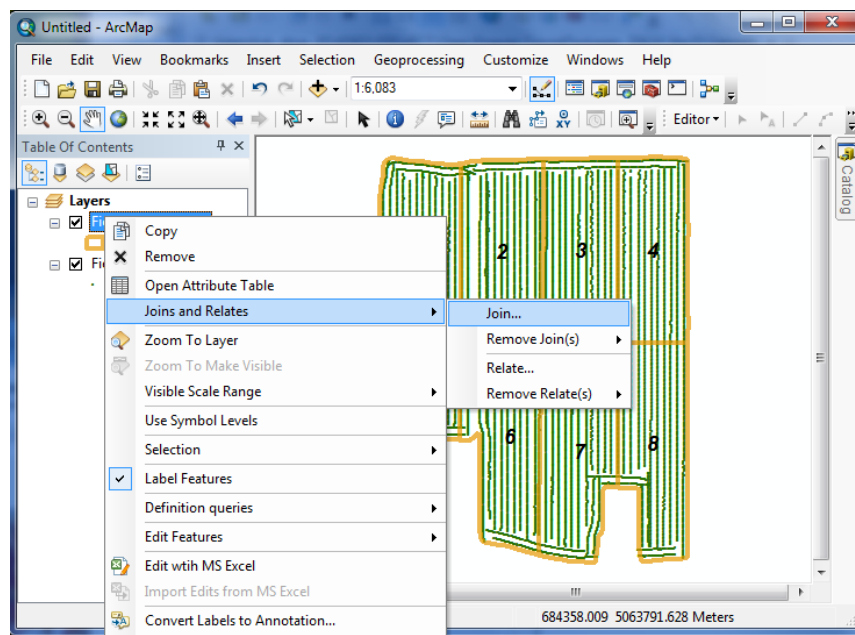 Untitled - ArcMap
File Edit View Bookmarks Insert Selection Geoprocessing Customize Windows Help
1:6,083
Editor
Table Of Contents
Layers
Fi
Copy
Remove
Fi
Open Attribute Table
Joins and Relates
Zoom To Layer
Zoom To Make Visible
Visible Scale Range
Use Symbol Levels
Selection
Label Features
Definition queries
Edit Features
Edit wtih MS Excel
Import Edits from MS Excel
Convert Labels to Annotation...
Join...
Remove Join(s)
Relate...
Remove Relate(s)
2 3 4
6 7 8
Catalog
684358.009 5063791.628 Meters